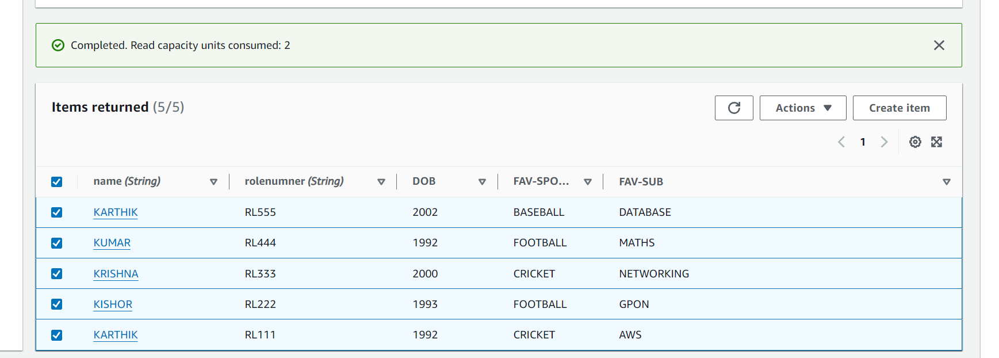 Completed. Read capacity units consumed: 2
Items returned (5/5)
Actions
Create item
1
name (String) rolenumner (String) DOB FAV-SPO... FAV-SUB
KARTHIK RL555 2002 BASEBALL DATABASE
KUMAR RL444 1992 FOOTBALL MATHS
KRISHNA RL333 2000 CRICKET NETWORKING
KISHOR RL222 1993 FOOTBALL GPON
KARTHIK RL111 1992 CRICKET AWS